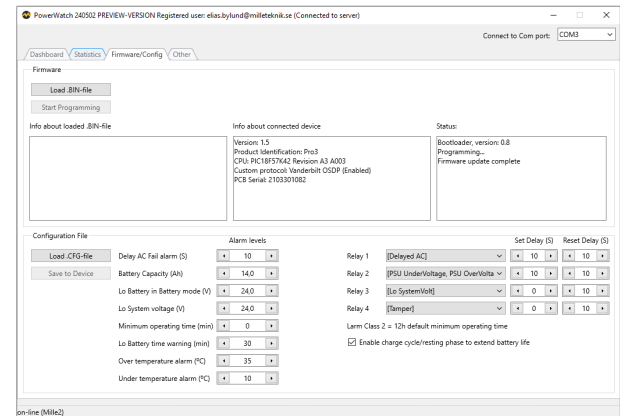 PowerWatch 240502 PREVIEW-VERSION Registered user: elias.bylund@milleteknik.se (Connected to server)
Connect to Com port: COM3
Dashboard Statistics Firmware/Config Other
Firmware
Load .BIN-file
Start Programming
Info about loaded .BIN-file Info about connected device Status:
Version: 1.5
Product Identification: Pro3
CPU: PIC18F57K42 Revision A3 A003
Custom protocol: Vanderbilt OSDP (Enabled)
PCB Serial: 2103301082
Bootloader, version: 0.8
Programming...
Firmware update complete
Configuration File
Alarm levels Set Delay (S) Reset Delay (S)
Load .CFG-file Delay AC Fail alarm (S) 10 Relay 1 [Delayed AC] 10 10
Save to Device Battery Capacity (Ah) 14,0 Relay 2 [PSU UnderVoltage, PSU OverVolta 10 10
Lo Battery in Battery mode (V) 24,0 Relay 3 [Lo SystemVolt] 0 10
Lo System voltage (V) 24,0 Relay 4 [Tamper] 0 10
Minimum operating time (min) 0 Larm Class 2 = 12h default minimum operating time
Lo Battery time warning (min) 30 Enable charge cycle/resting phase to extend battery life
Over temperature alarm (ºC) 35
Under temperature alarm (ºC) 10
on-line (Mille2)